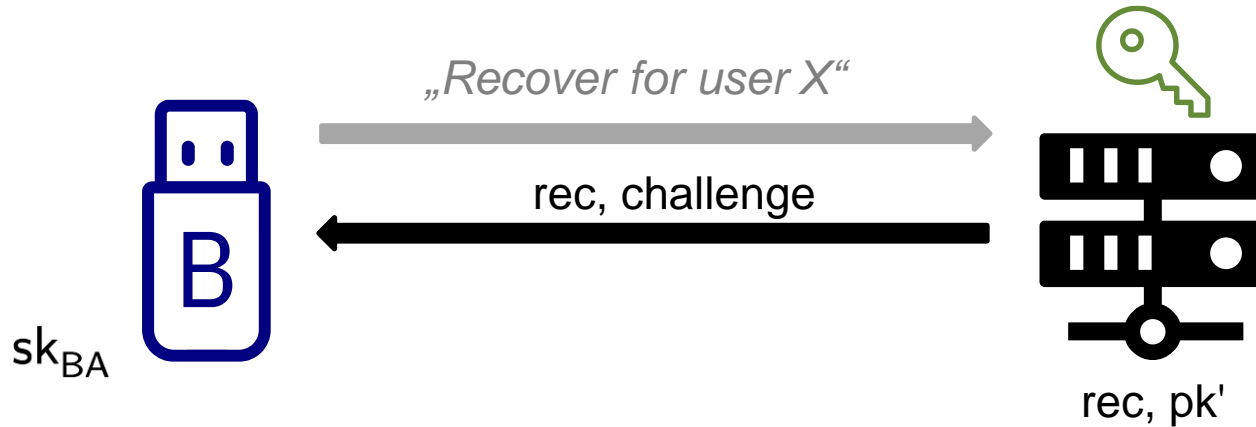 „Recover for user X“
rec, challenge
B
sk_BA
rec, pk'